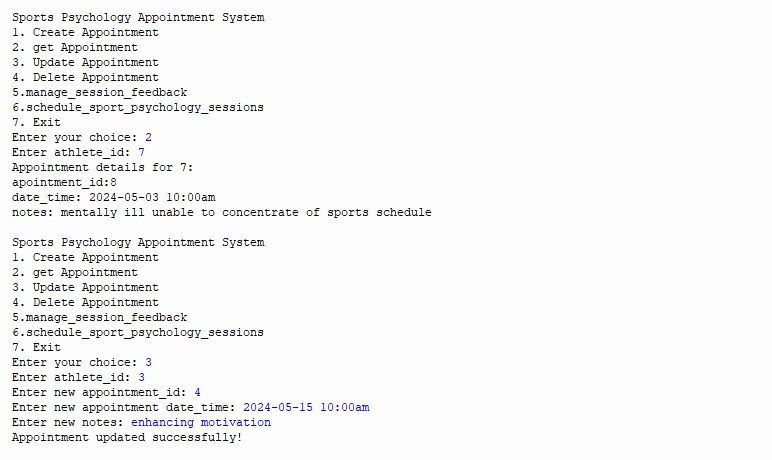 Sports Psychology Appointment System
1. Create Appointment
2. get Appointment
3. Update Appointment
4. Delete Appointment
5.manage_session_feedback
6.schedule_sport_psychology_sessions
7. Exit
Enter your choice: 2
Enter athlete_id: 7
Appointment details for 7:
apointment_id:8
date_time: 2024-05-03 10:00am
notes: mentally ill unable to concentrate of sports schedule
Sports Psychology Appointment System
1. Create Appointment
2. get Appointment
3. Update Appointment
4. Delete Appointment
5.manage_session_feedback
6.schedule_sport_psychology_sessions
7. Exit
Enter your choice: 3
Enter athlete_id: 3
Enter new appointment_id: 4
Enter new appointment date_time: 2024-05-15 10:00am
Enter new notes: enhancing motivation
Appointment updated successfully!